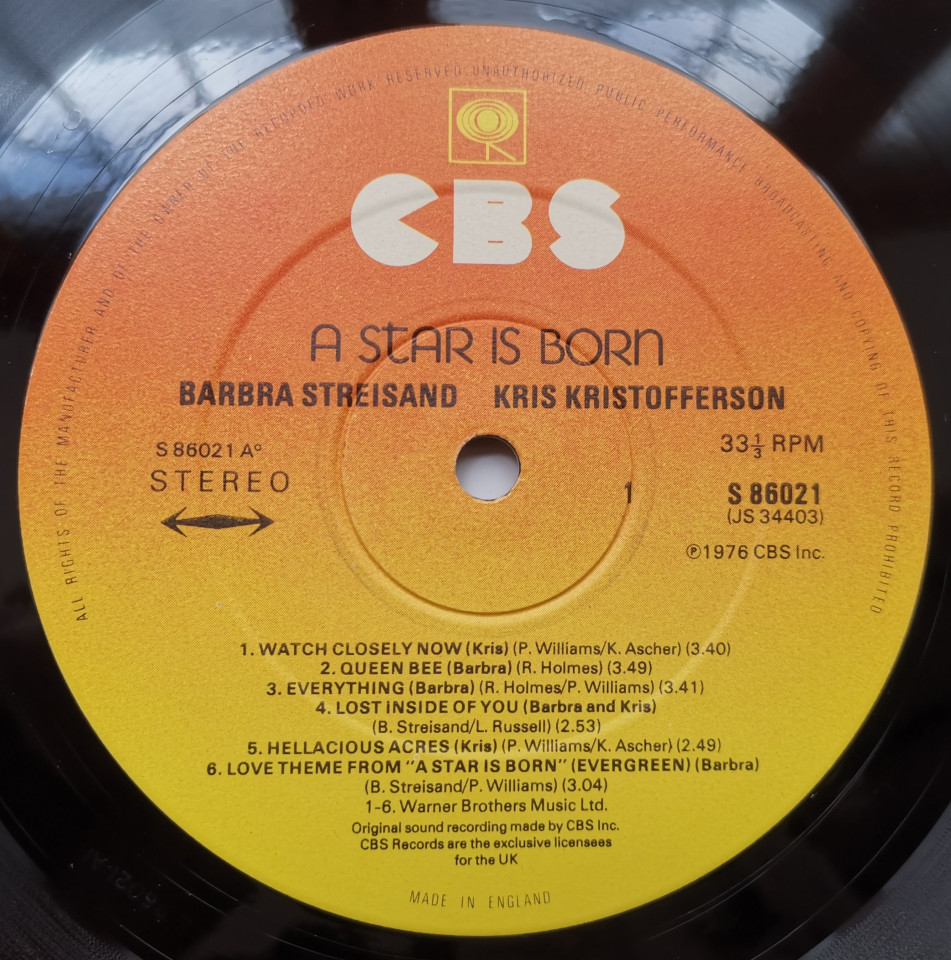 ALL RIGHTS OF THE MANUFACTURER AND OF THE OWNER OF THE RECORDED WORK RESERVED UNAUTHORIZED PUBLIC PERFORMANCE BROADCASTING AND COPYING OF THIS RECORD PROHIBITED
CBS
A STAR IS BORN
BARBRA STREISAND KRIS KRISTOFFERSON
S 86021 Aº
STEREO
33⅓ RPM
1
S 86021
(JS 34403)
℗1976 CBS Inc.
1. WATCH CLOSELY NOW (Kris) (P. Williams/K. Ascher) (3.40)
2. QUEEN BEE (Barbra) (R. Holmes) (3.49)
3. EVERYTHING (Barbra) (R. Holmes/P. Williams) (3.41)
4. LOST INSIDE OF YOU (Barbra and Kris)
(B. Streisand/L. Russell) (2.53)
5. HELLACIOUS ACRES (Kris) (P. Williams/K. Ascher) (2.49)
6. LOVE THEME FROM "A STAR IS BORN" (EVERGREEN) (Barbra)
(B. Streisand/P. Williams) (3.04)
1-6. Warner Brothers Music Ltd.
Original sound recording made by CBS Inc.
CBS Records are the exclusive licensees
for the UK
MADE IN ENGLAND